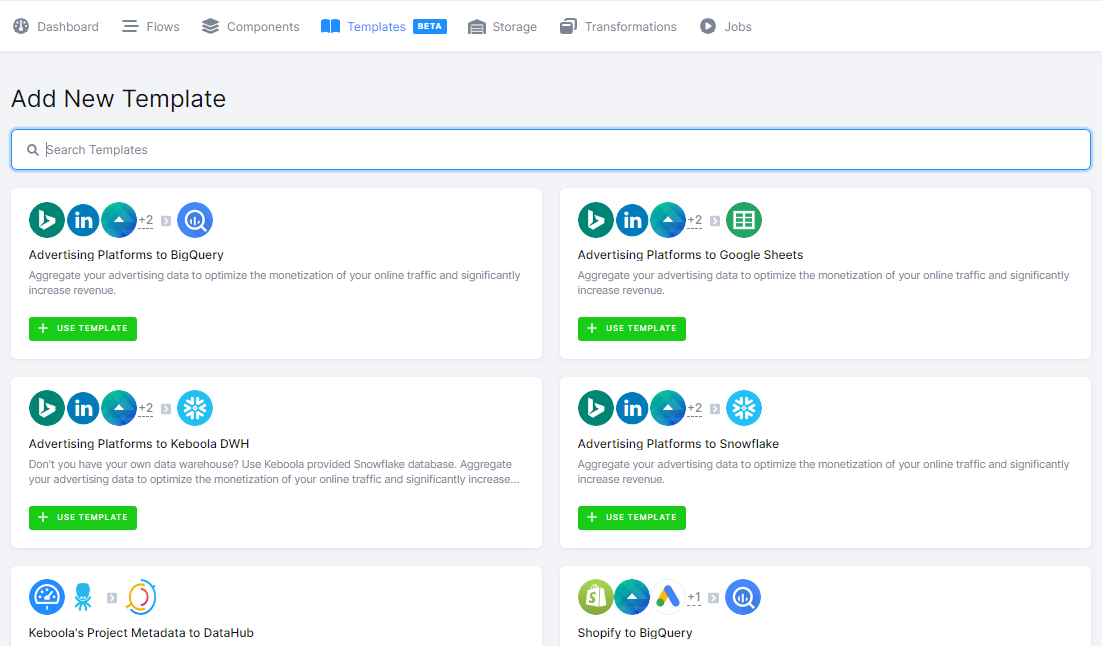 Dashboard Flows Components Templates BETA Storage Transformations Jobs
Add New Template
Search Templates
+2
Advertising Platforms to BigQuery
Aggregate your advertising data to optimize the monetization of your online traffic and significantly
increase revenue.
USE TEMPLATE
+2
Advertising Platforms to Google Sheets
Aggregate your advertising data to optimize the monetization of your online traffic and significantly
increase revenue.
USE TEMPLATE
+2
Advertising Platforms to Keboola DWH
Don't you have your own data warehouse? Use Keboola provided Snowflake database. Aggregate
your advertising data to optimize the monetization of your online traffic and significantly increase...
USE TEMPLATE
+2
Advertising Platforms to Snowflake
Aggregate your advertising data to optimize the monetization of your online traffic and significantly
increase revenue.
USE TEMPLATE
Keboola's Project Metadata to DataHub
+1
Shopify to BigQuery